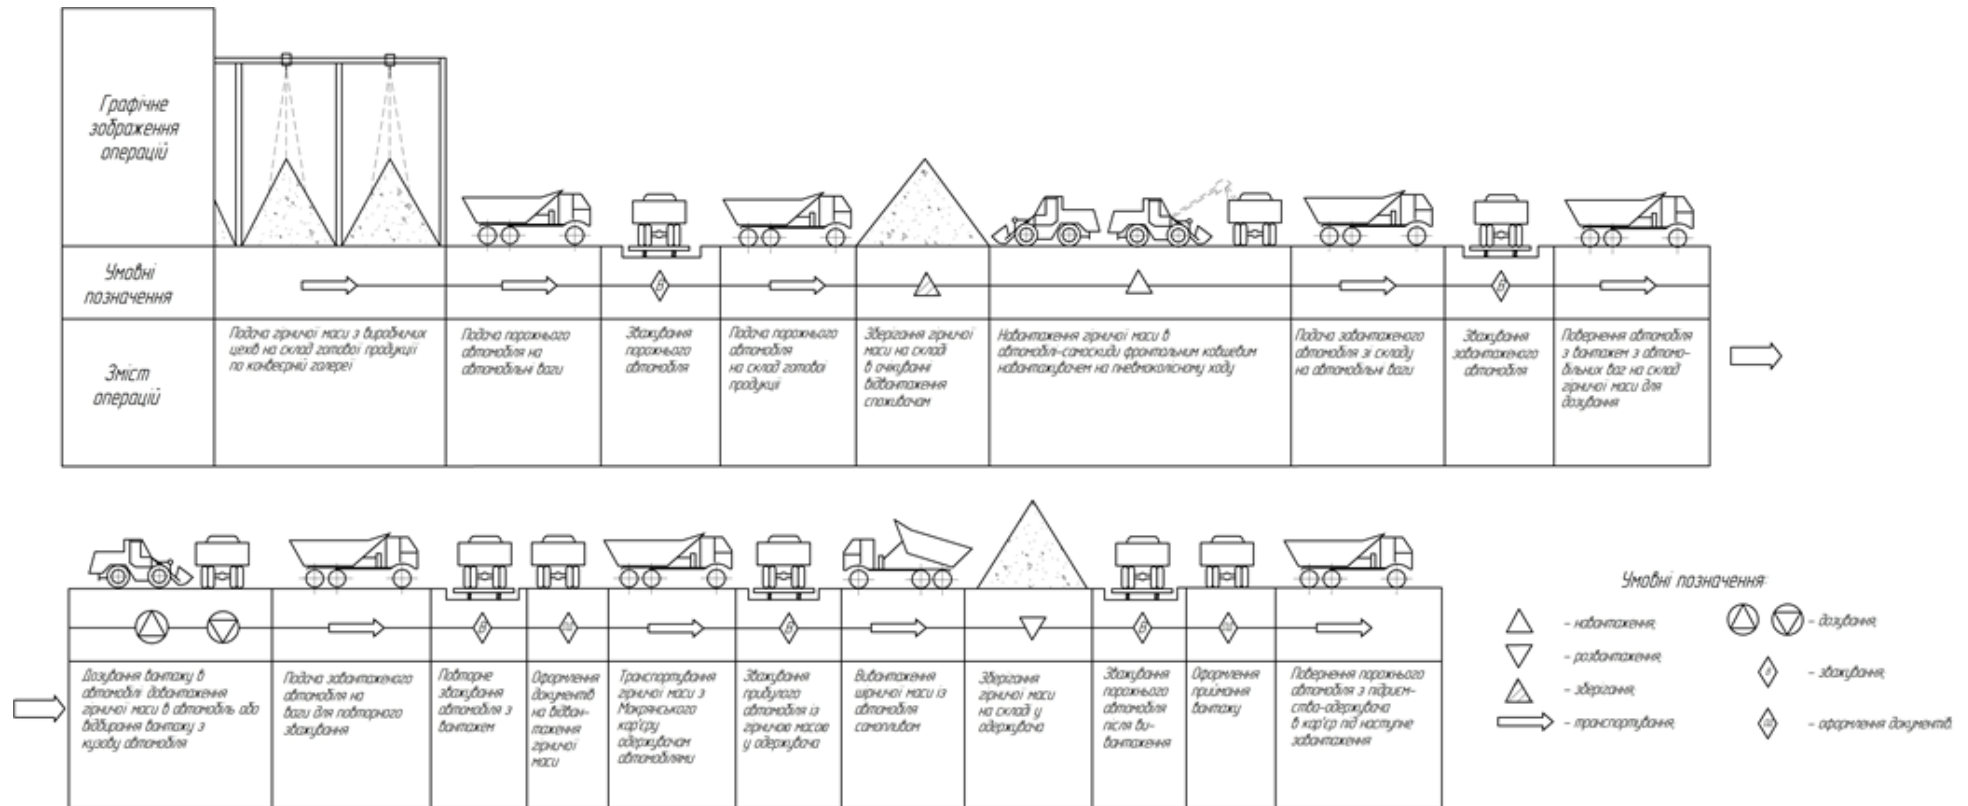 Графічне
зображення
операцій
Умовні
позначення
В
В
Зміст
операцій
Подача гірничої маси з виробничих
цехів на склад готової продукції
по конвеєрній галереї
Подача порожнього
автомобіля на
автомобільні ваги
Зважування
порожнього
автомобіля
Подача порожнього
автомобіля
на склад готової
продукції
Зберігання гірничої
маси на складі
в очікуванні
відвантаження
споживачам
Навантаження гірничої маси в
автомобілі-самоскиди фронтальним ковшевим
навантажувачем на пневмоколісному ходу
Подача завантаженого
автомобіля зі складу
на автомобільні ваги
Зважування
завантаженого
автомобіля
Повернення автомобіля
з вантажем з автомо-
більних ваг на склад
гірничої маси для
дозування
В
В
В
Дозування вантажу в
автомобілі довантаження
гірничої маси в автомобіль або
відбирання вантажу з
кузову автомобіля
Подача завантаженого
автомобіля на
ваги для повторного
зважування
Повторне
зважування
автомобіля з
вантажем
Оформлення
документів
на відван-
таження
гірничої
маси
Транспортування
гірничої маси з
Мокрянського
кар'єру
одержувачам
автомобілями
Зважування
прибулого
автомобіля із
гірничою масою
у одержувача
Вивантаження
гірничої маси із
автомобіля
самопливом
Зберігання
гірничої маси
на складі у
одержувача
Зважування
порожнього
автомобіля
після ви-
вантаження
Оформлення
приймання
вантажу
Повернення порожнього
автомобіля з підприєм-
ства-одержувача
в кар'єр під наступне
завантаження
Умовні позначення:
– навантаження;
– розвантаження;
– зберігання;
– транспортування;
– дозування;
В – зважування;
– оформлення документів.